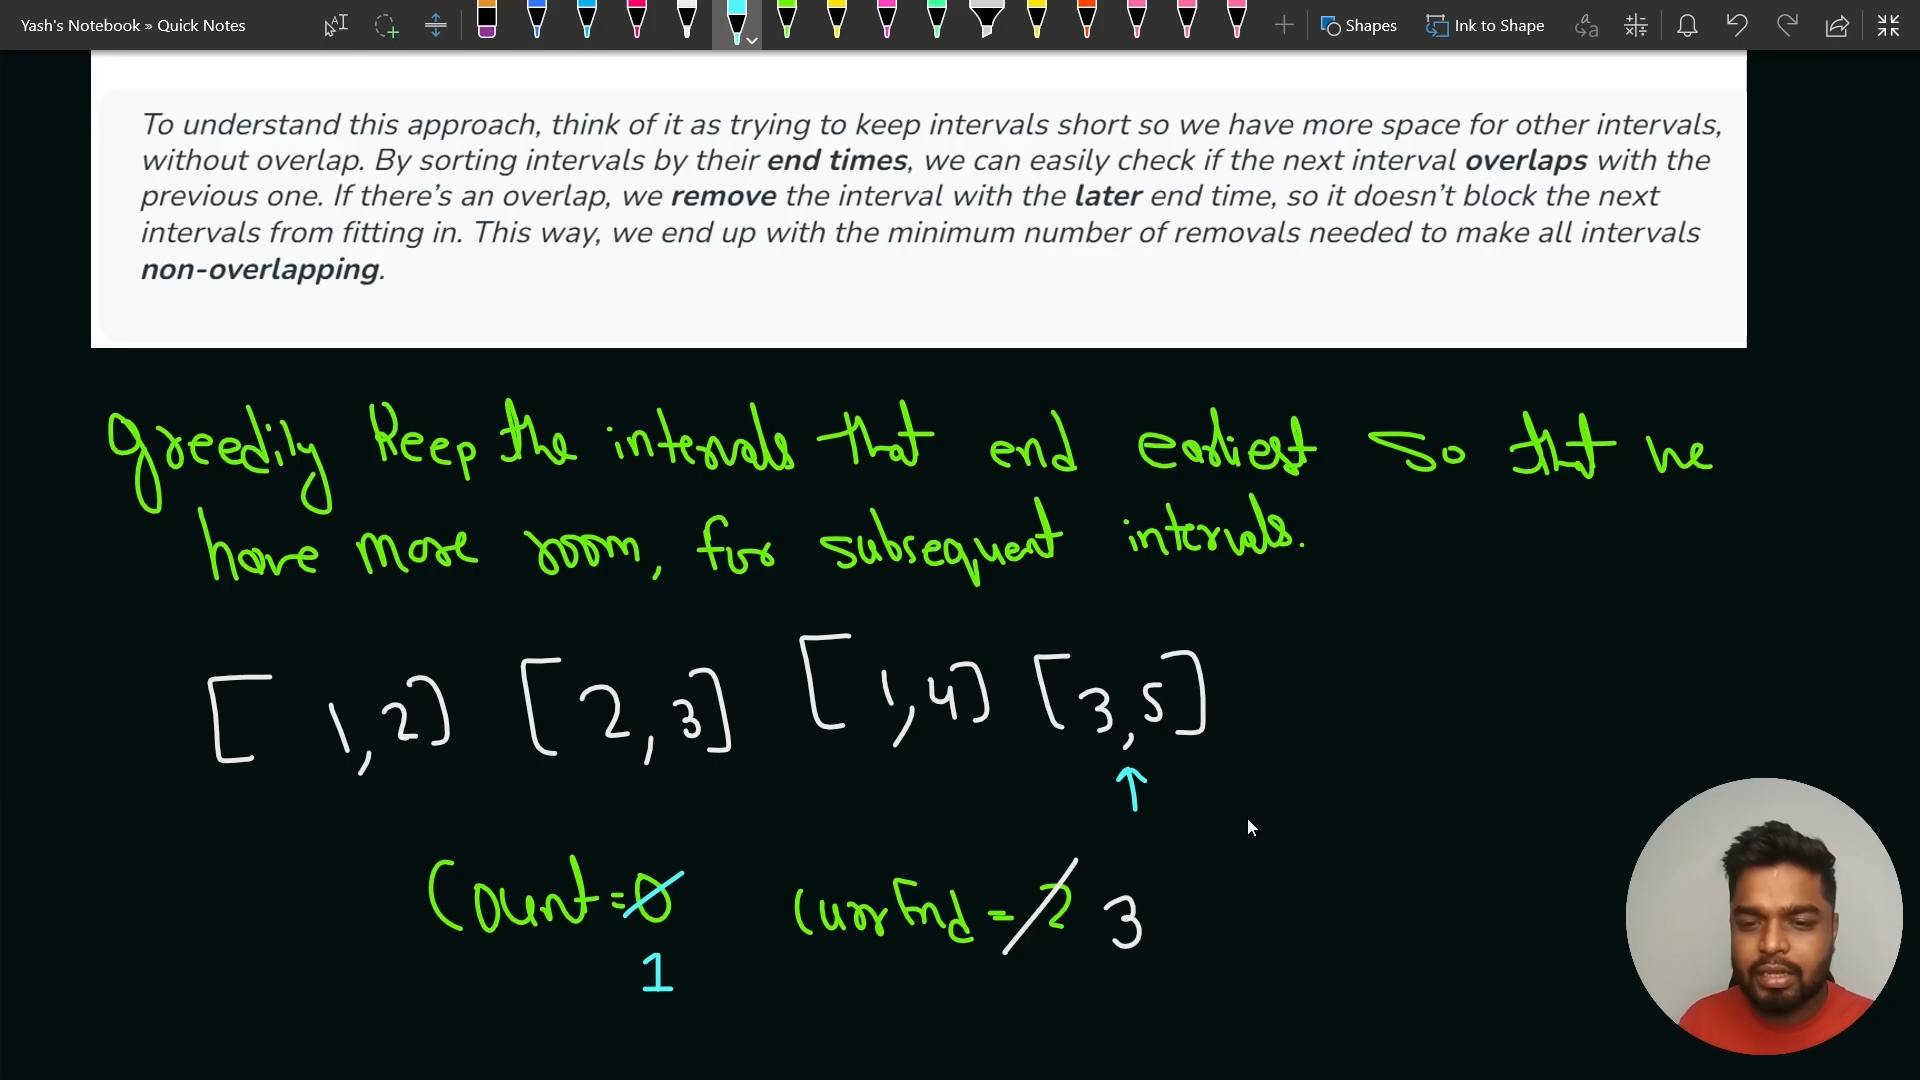 Yash's Notebook » Quick Notes
Shapes
Ink to Shape
To understand this approach, think of it as trying to keep intervals short so we have more space for other intervals,
without overlap. By sorting intervals by their end times, we can easily check if the next interval overlaps with the
previous one. If there’s an overlap, we remove the interval with the later end time, so it doesn’t block the next
intervals from fitting in. This way, we end up with the minimum number of removals needed to make all intervals
non-overlapping.
Greedily Keep the intervals that end earliest so that we
have more room, for subsequent intervals.
[ 1,2] [2,3] [1,4] [3,5]
↑
Count=0 currEnd = 2 3
1